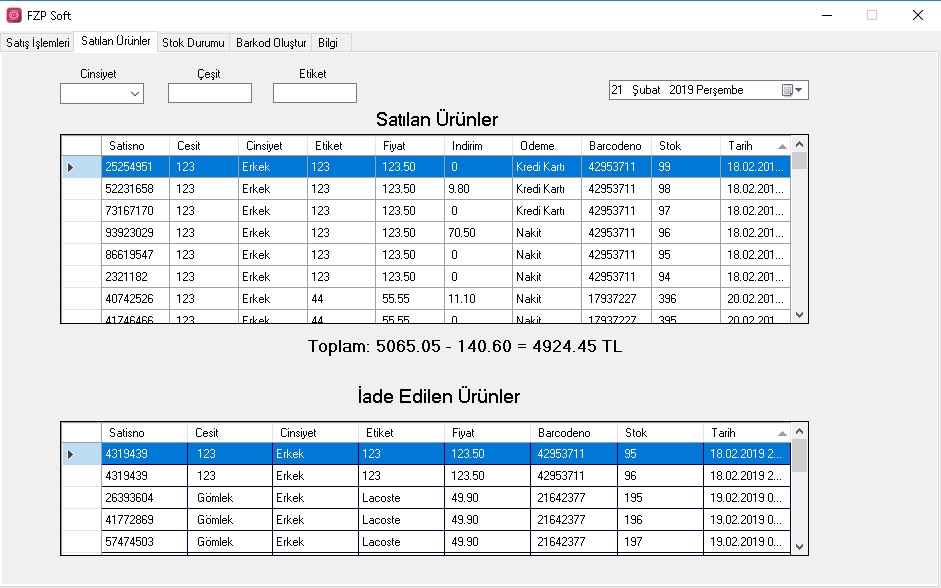 FZP Soft
Satış İşlemleri Satılan Ürünler Stok Durumu Barkod Oluştur Bilgi
Cinsiyet Çeşit Etiket
21 Şubat 2019 Perşembe
Satılan Ürünler
Satisno Cesit Cinsiyet Etiket Fiyat Indirim Odeme Barcodeno Stok Tarih
25254951 123 Erkek 123 123.50 0 Kredi Kartı 42953711 99 18.02.201...
52231658 123 Erkek 123 123.50 9.80 Kredi Kartı 42953711 98 18.02.201...
73167170 123 Erkek 123 123.50 0 Kredi Kartı 42953711 97 18.02.201...
93923029 123 Erkek 123 123.50 70.50 Nakit 42953711 96 18.02.201...
86619547 123 Erkek 123 123.50 0 Nakit 42953711 95 18.02.201...
2321182 123 Erkek 123 123.50 0 Nakit 42953711 94 18.02.201...
40742526 123 Erkek 44 55.55 11.10 Nakit 17937227 396 20.02.201...
41746466 123 Erkek 44 55.55 0 Nakit 17937227 395 20.02.201...
Toplam: 5065.05 - 140.60 = 4924.45 TL
İade Edilen Ürünler
Satisno Cesit Cinsiyet Etiket Fiyat Barcodeno Stok Tarih
4319439 123 Erkek 123 123.50 42953711 95 18.02.2019 2...
4319439 123 Erkek 123 123.50 42953711 96 18.02.2019 2...
26393604 Gömlek Erkek Lacoste 49.90 21642377 195 19.02.2019 0...
41772869 Gömlek Erkek Lacoste 49.90 21642377 196 19.02.2019 0...
57474503 Gömlek Erkek Lacoste 49.90 21642377 197 19.02.2019 0...